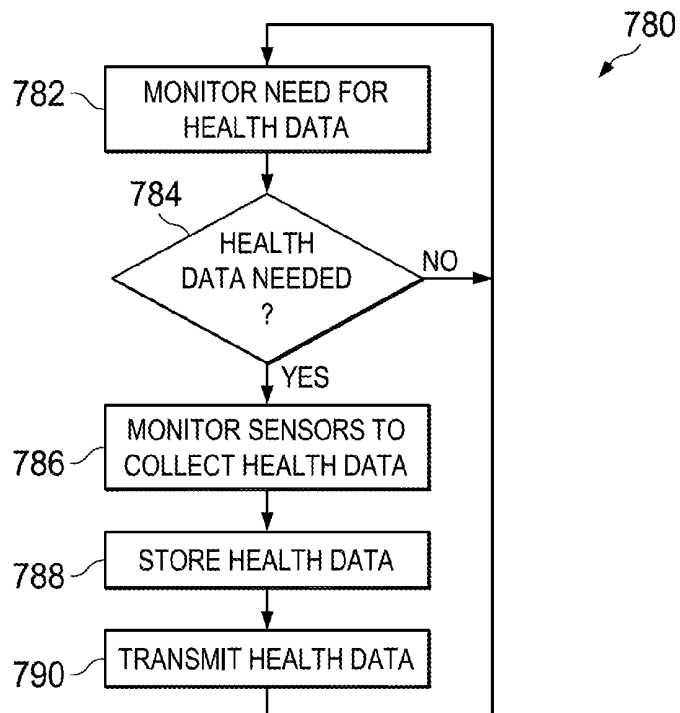 780
782
MONITOR NEED FOR
HEALTH DATA
784
HEALTH
DATA NEEDED
?
NO
YES
786
MONITOR SENSORS TO
COLLECT HEALTH DATA
788
STORE HEALTH DATA
790
TRANSMIT HEALTH DATA